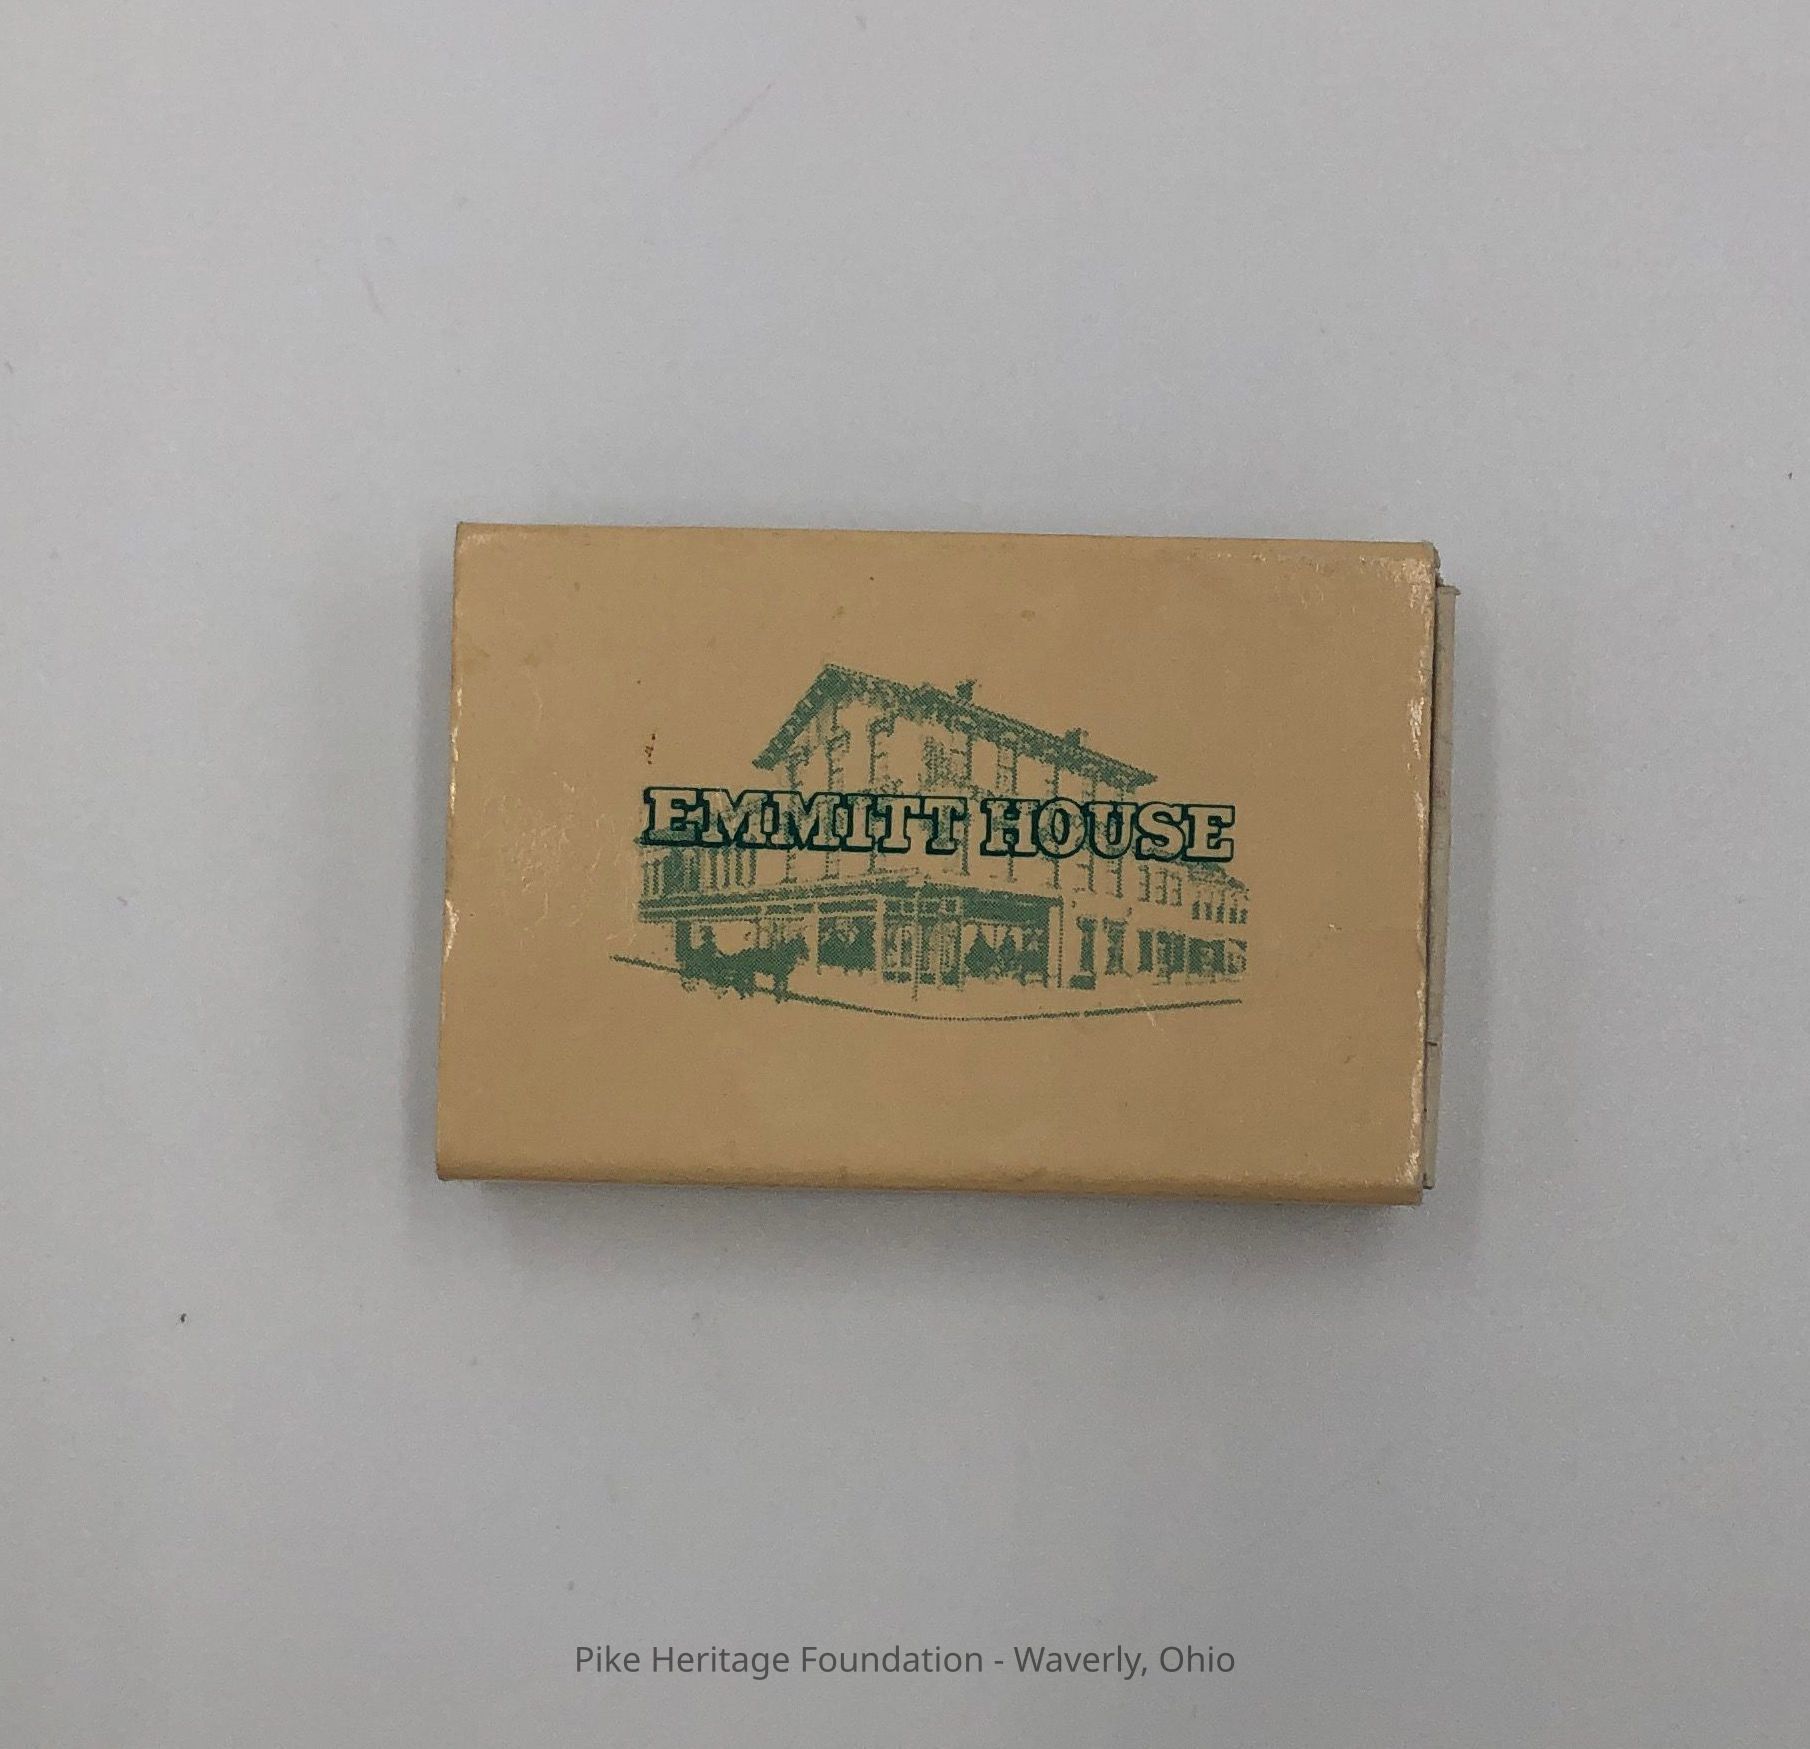 EMMITT HOUSE
Pike Heritage Foundation - Waverly, Ohio